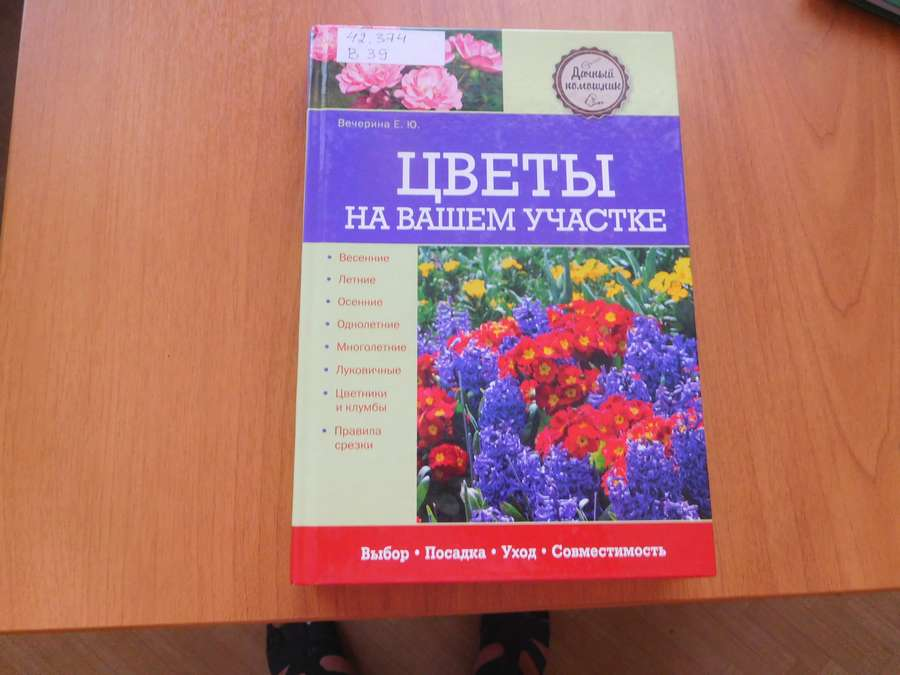 42.374
В 39
Дачный
помощник
Вечерина Е. Ю.
ЦВЕТЫ
НА ВАШЕМ УЧАСТКЕ
• Весенние
• Летние
• Осенние
• Однолетние
• Многолетние
• Луковичные
• Цветники
и клумбы
• Правила
срезки
Выбор • Посадка • Уход • Совместимость